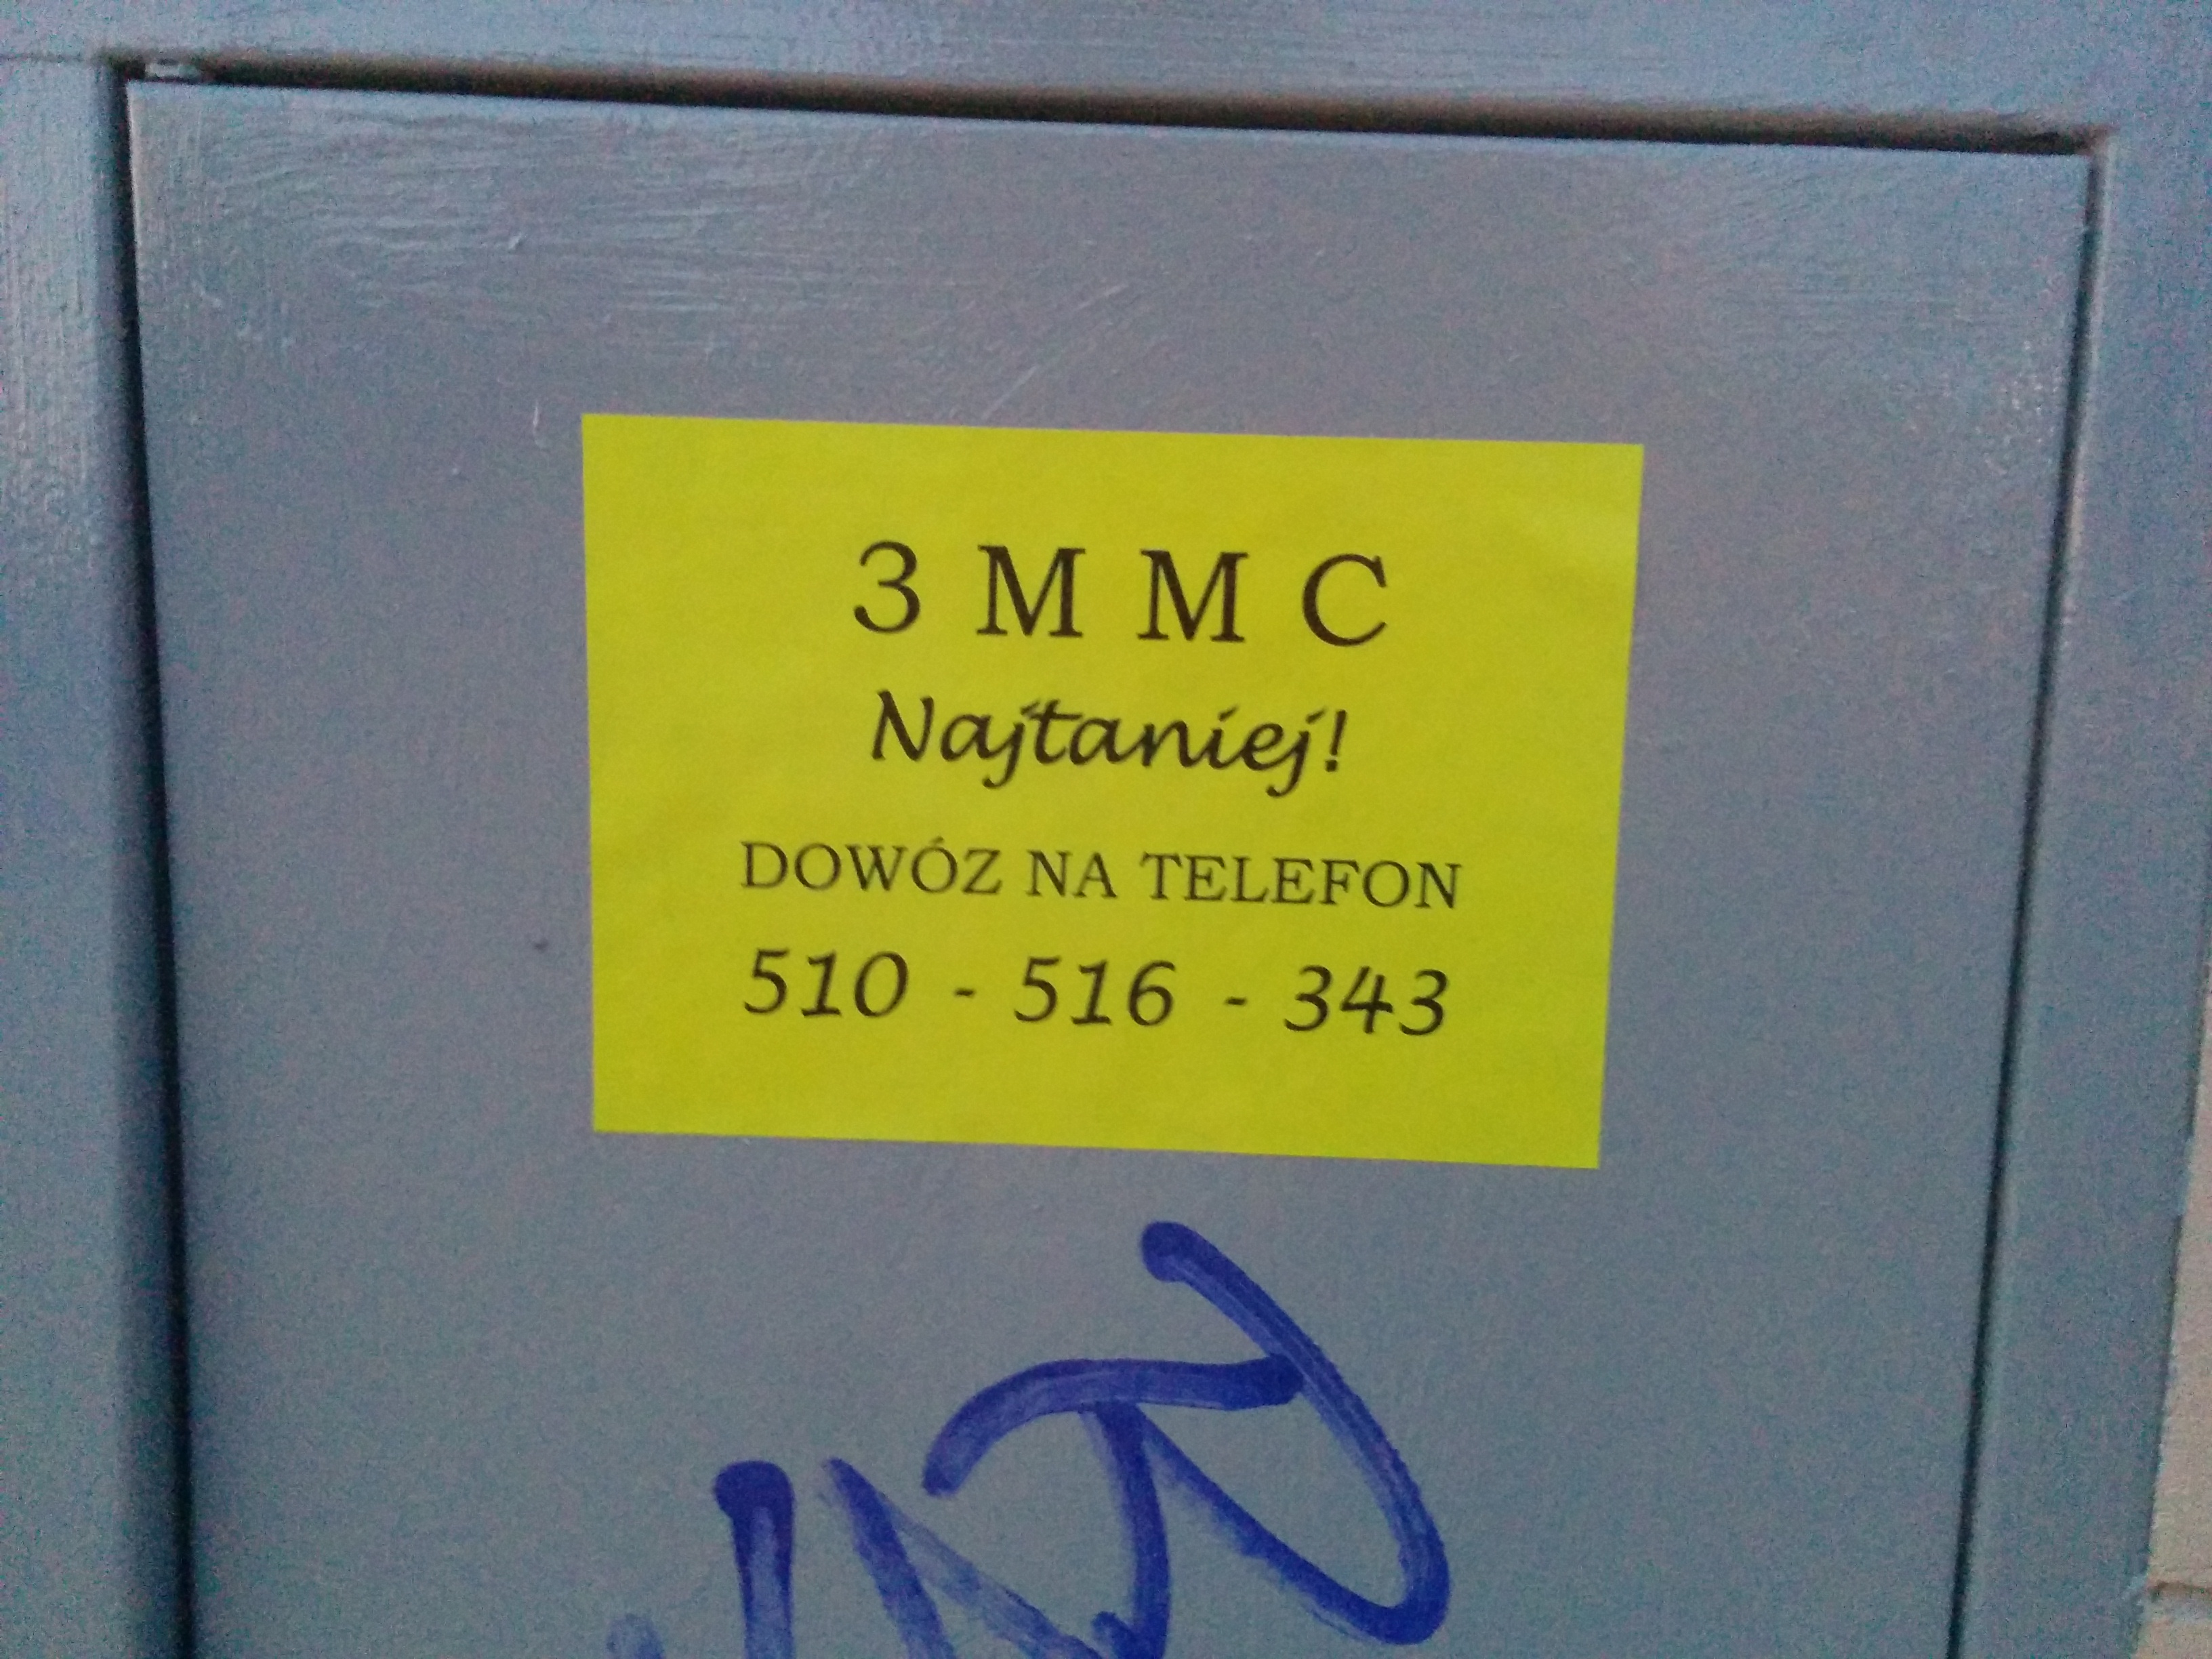 3 M M C
Najtaniej!
DOWÓZ NA TELEFON
510 - 516 - 343